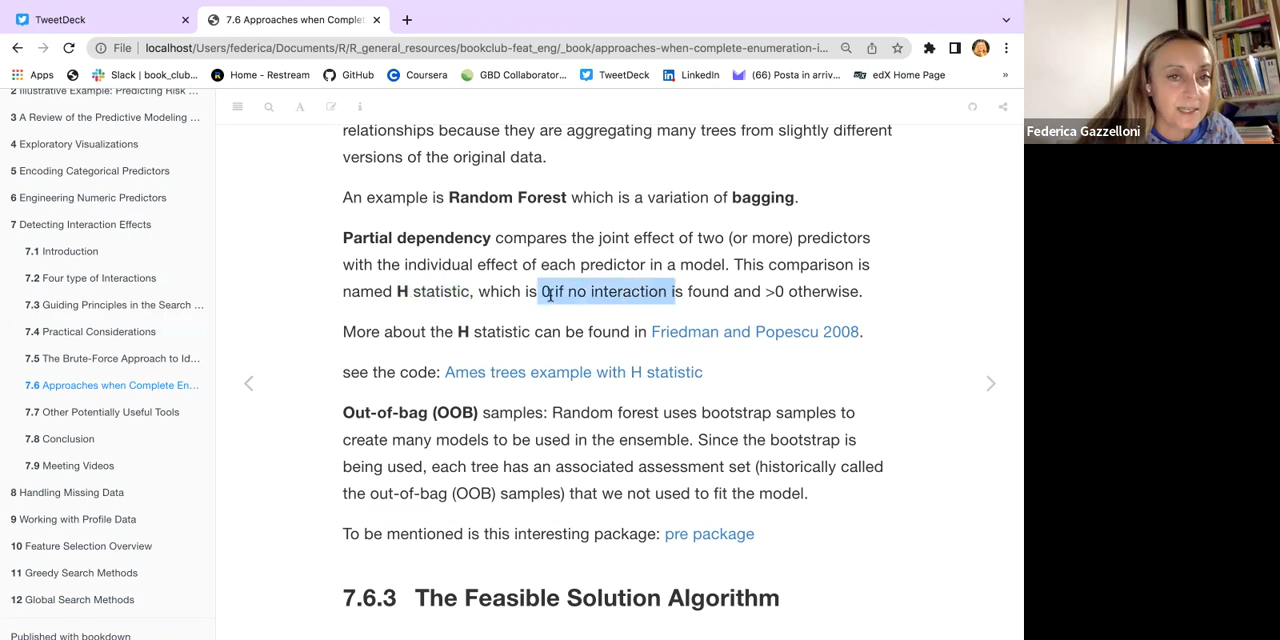 TweetDeck
7.6 Approaches when Complet
File
localhost/Users/federica/Documents/R/R_general_resources/bookclub-feat_eng/_book/approaches-when-complete-enumeration-i...
Apps
Slack | book_club...
Home - Restream
GitHub
Coursera
GBD Collaborator...
TweetDeck
LinkedIn
(66) Posta in arriv...
edX Home Page
»
2 Illustrative Example: Predicting Risk ...
3 A Review of the Predictive Modeling ...
4 Exploratory Visualizations
5 Encoding Categorical Predictors
6 Engineering Numeric Predictors
7 Detecting Interaction Effects
7.1 Introduction
7.2 Four type of Interactions
7.3 Guiding Principles in the Search ...
7.4 Practical Considerations
7.5 The Brute-Force Approach to Id...
7.6 Approaches when Complete En...
7.7 Other Potentially Useful Tools
7.8 Conclusion
7.9 Meeting Videos
8 Handling Missing Data
9 Working with Profile Data
10 Feature Selection Overview
11 Greedy Search Methods
12 Global Search Methods
Published with bookdown
relationships because they are aggregating many trees from slightly different
versions of the original data.
An example is Random Forest which is a variation of bagging.
Partial dependency compares the joint effect of two (or more) predictors
with the individual effect of each predictor in a model. This comparison is
named H statistic, which is 0 if no interaction is found and >0 otherwise.
More about the H statistic can be found in Friedman and Popescu 2008.
see the code: Ames trees example with H statistic
Out-of-bag (OOB) samples: Random forest uses bootstrap samples to
create many models to be used in the ensemble. Since the bootstrap is
being used, each tree has an associated assessment set (historically called
the out-of-bag (OOB) samples) that we not used to fit the model.
To be mentioned is this interesting package: pre package
7.6.3 The Feasible Solution Algorithm
Federica Gazzelloni